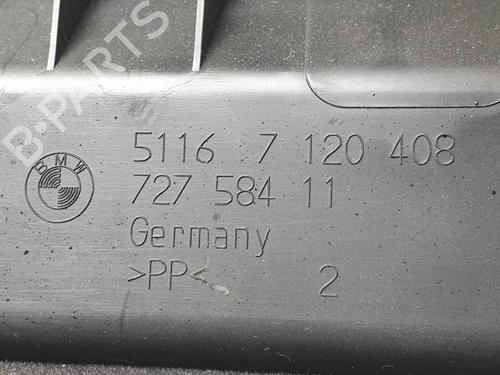 B-PARTS
5116 7 120 408
BMW
727 584 11
Germany
>PP<
2